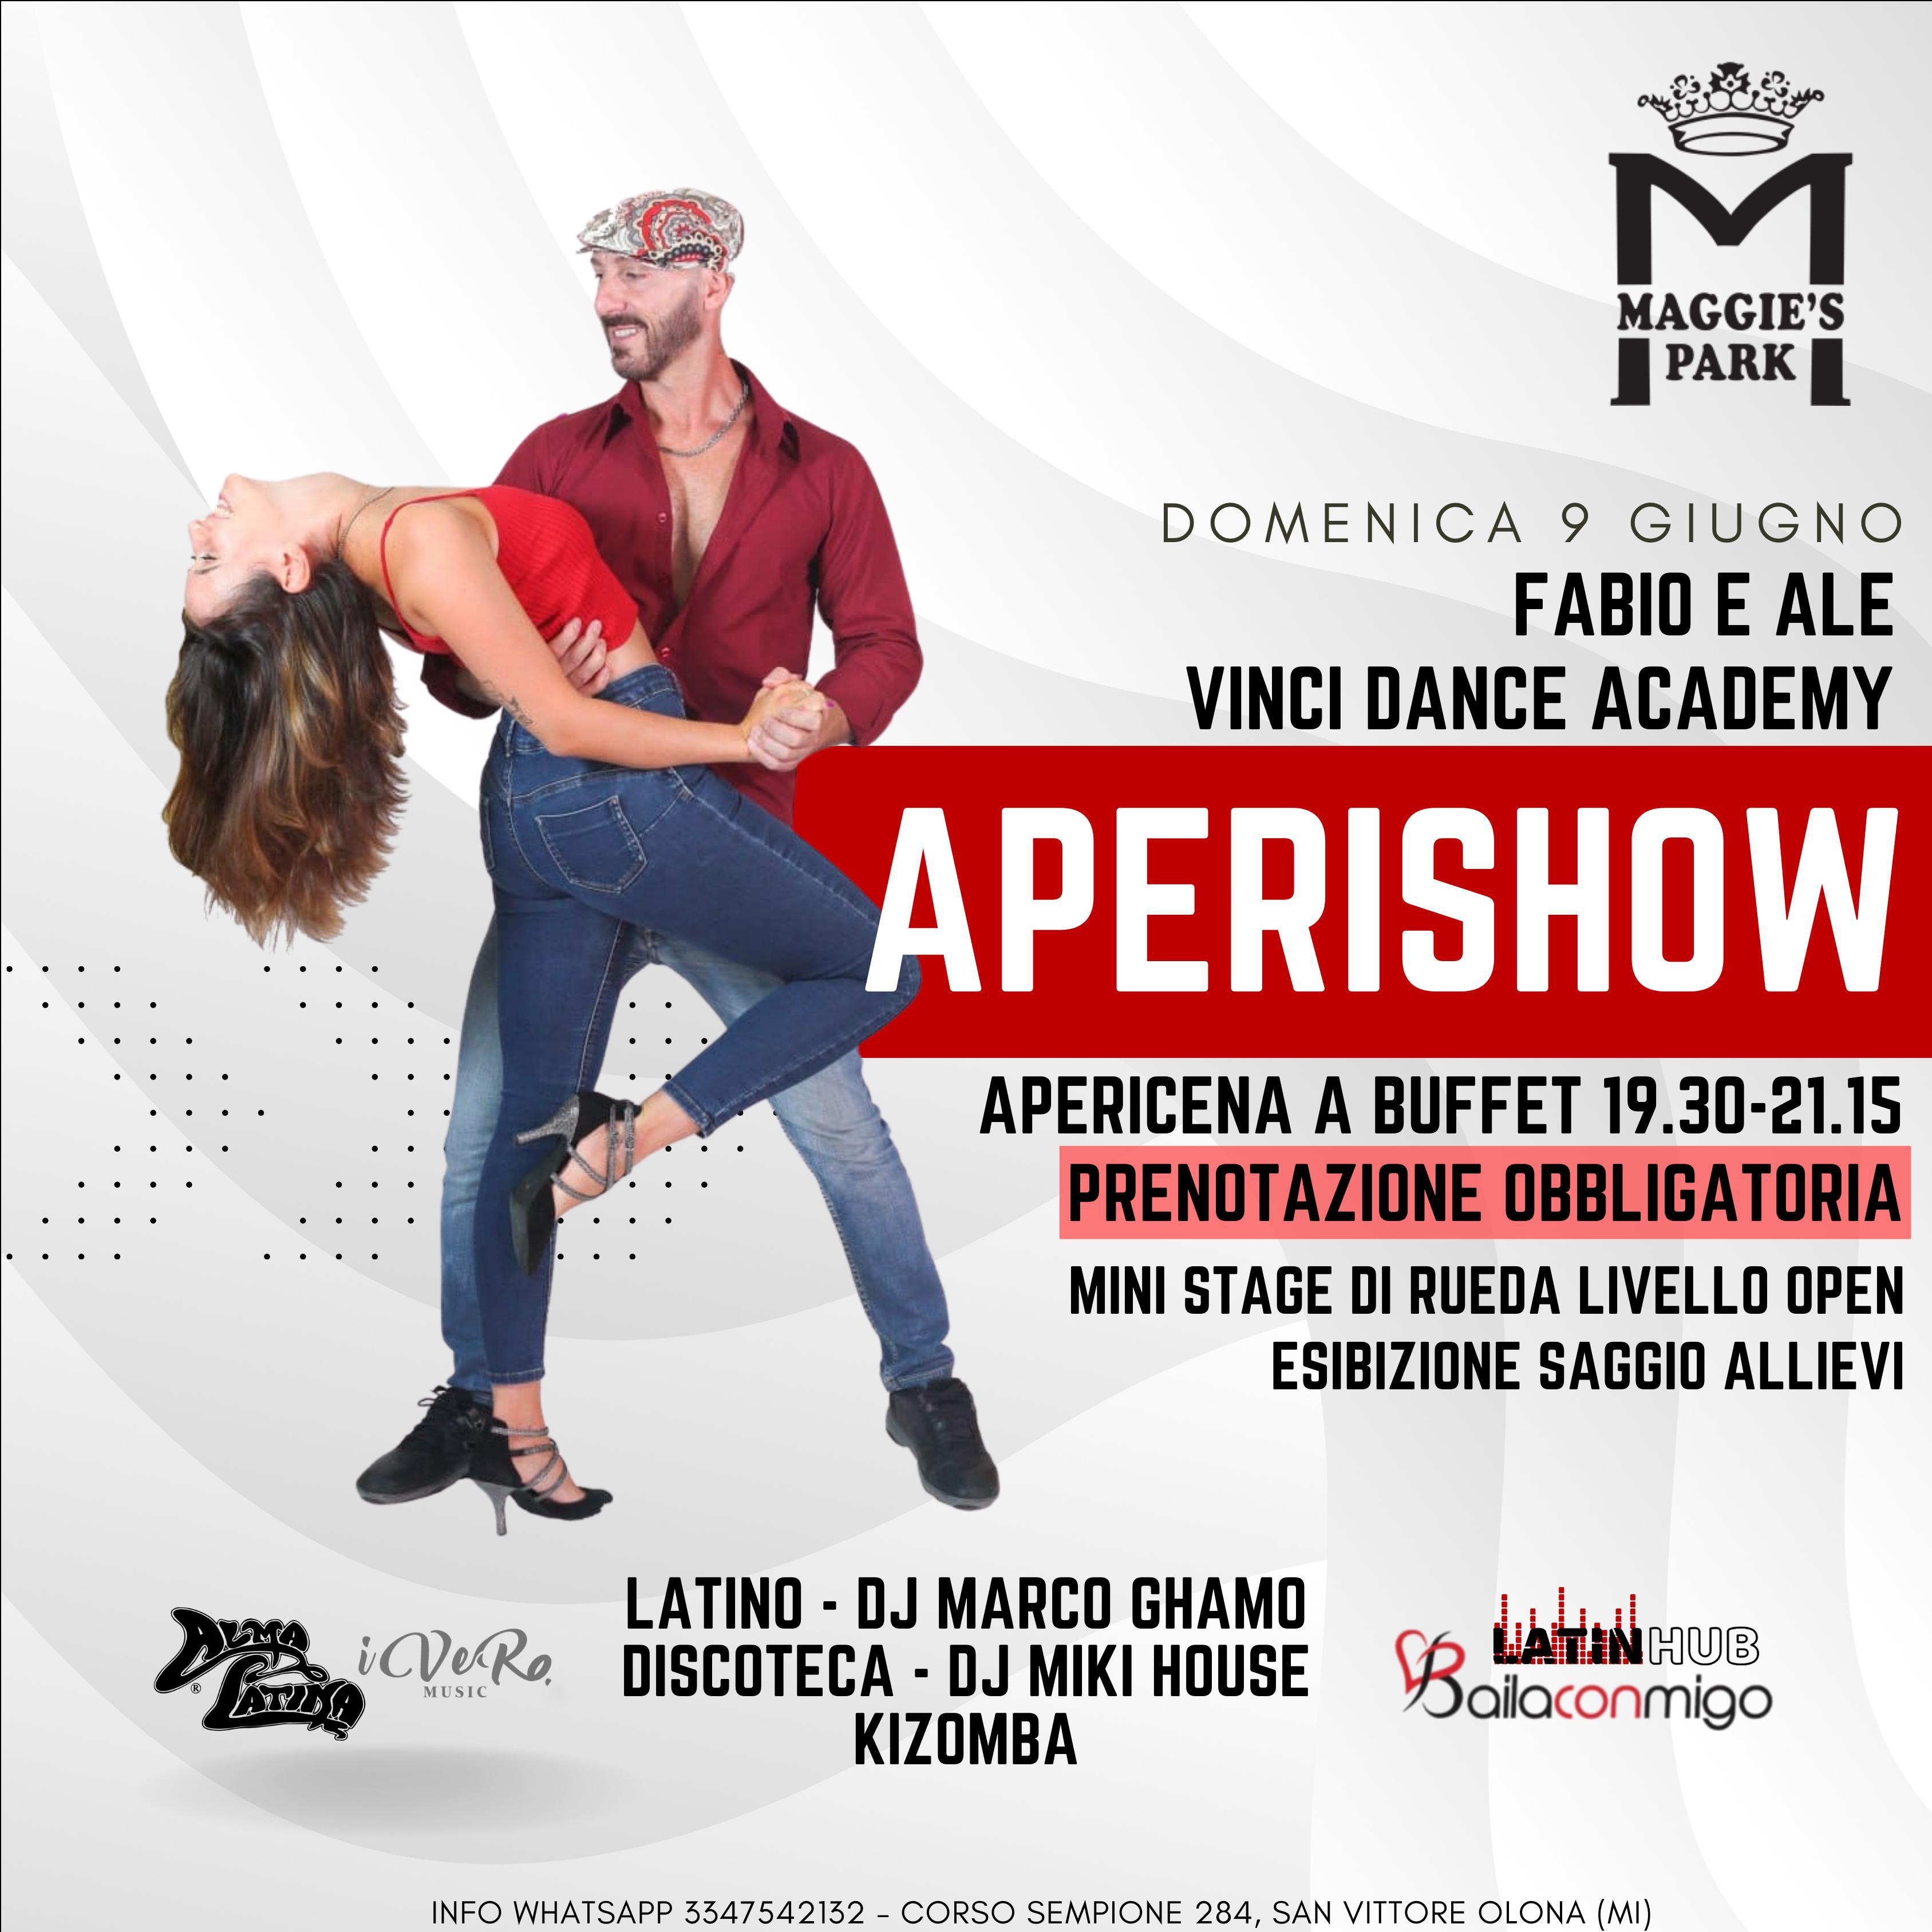 MAGGIE'S
PARK
DOMENICA 9 GIUGNO
FABIO E ALE
VINCI DANCE ACADEMY
APERISHOW
APERICENA A BUFFET 19.30-21.15
PRENOTAZIONE OBBLIGATORIA
MINI STAGE DI RUEDA LIVELLO OPEN
ESIBIZIONE SAGGIO ALLIEVI
LATINO - DJ MARCO GHAMO
DISCOTECA - DJ MIKI HOUSE
KIZOMBA
ALMA
LATINA
®
iVeRo.
MUSIC
LATINHUB
Bailaconmigo
INFO WHATSAPP 3347542132 - CORSO SEMPIONE 284, SAN VITTORE OLONA (MI)